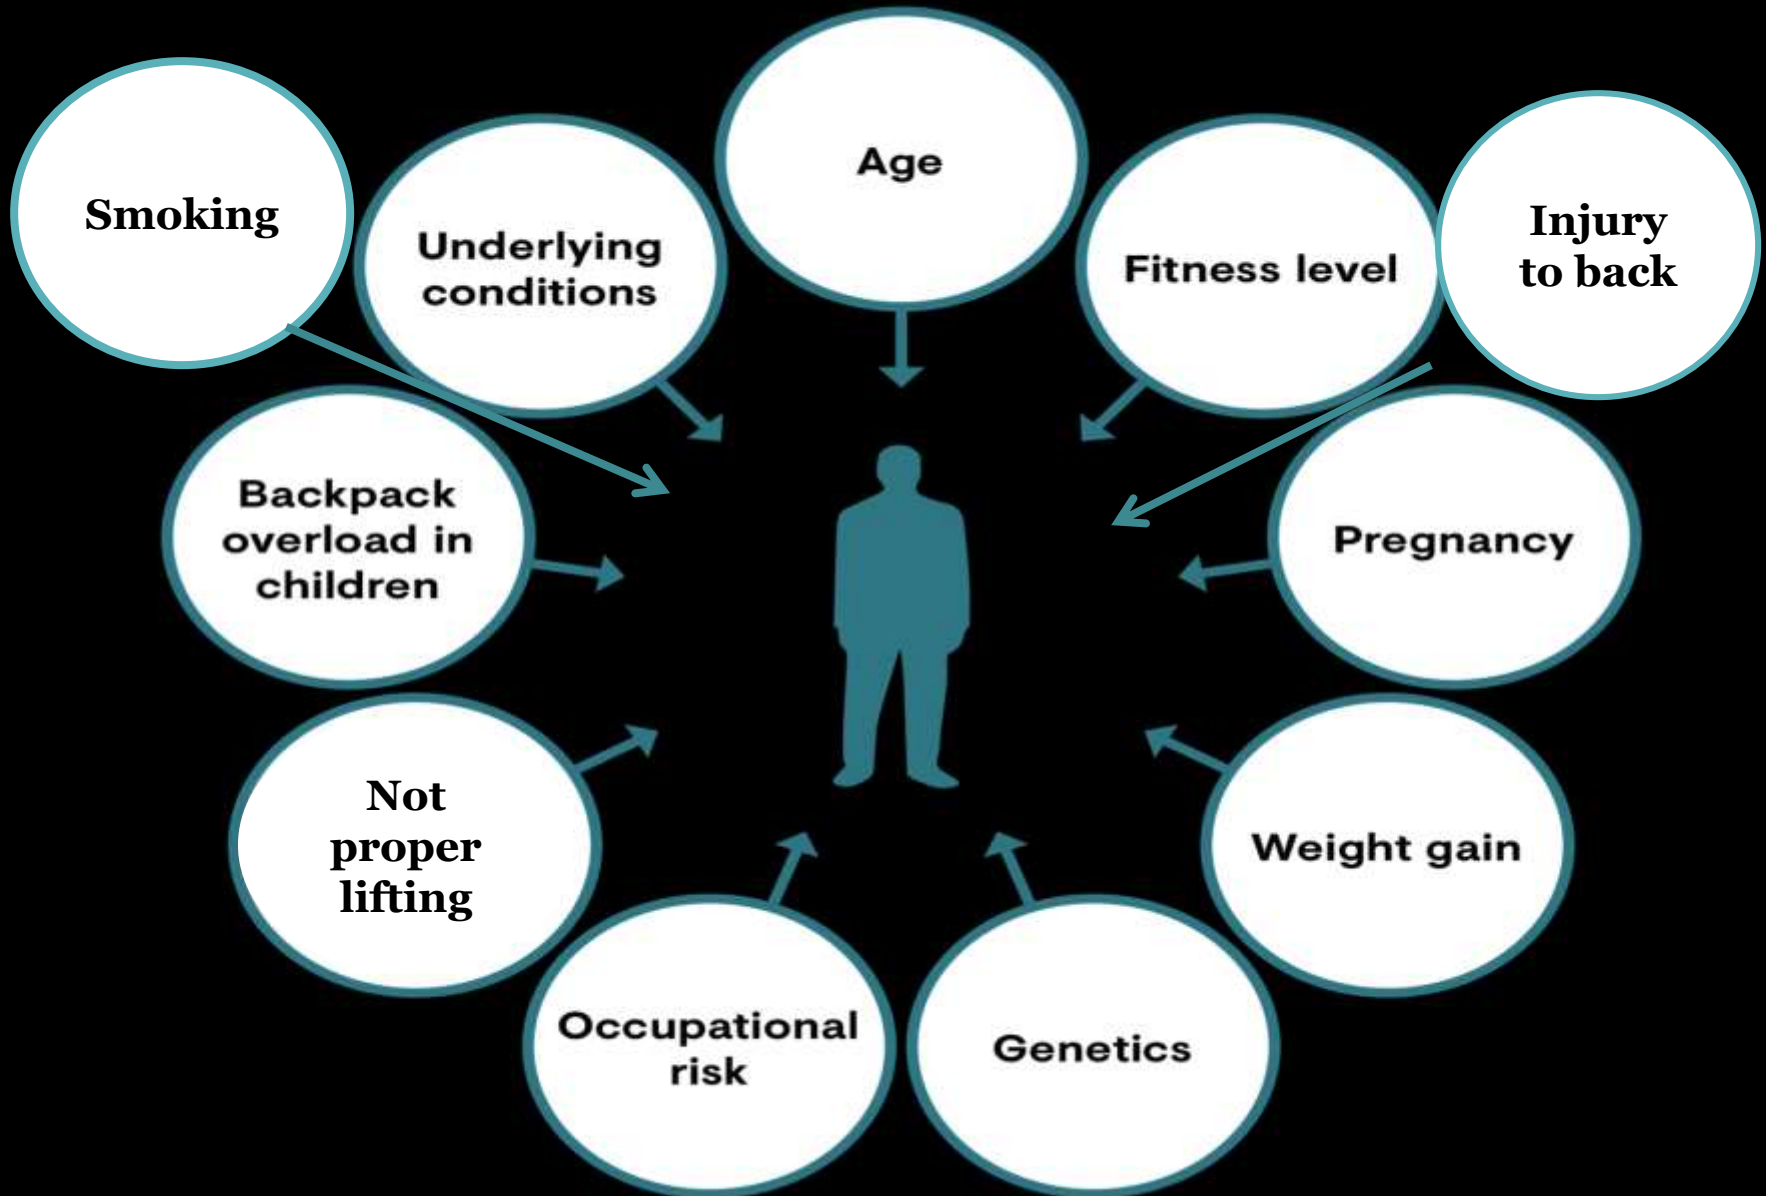 Age
Smoking
Underlying
conditions
Fitness level
Injury
to back
Backpack
overload in
children
Pregnancy
Not
proper
lifting
Weight gain
Occupational
risk
Genetics